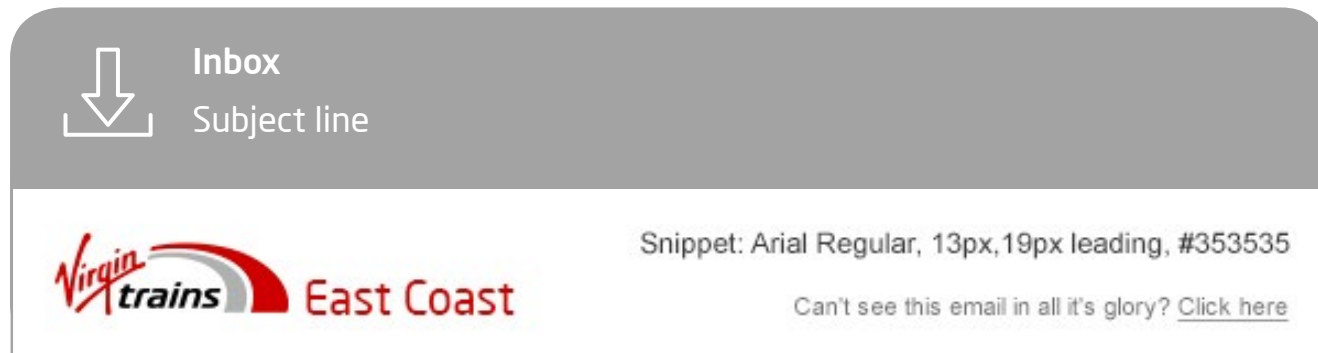 Inbox
Subject line
Virgin
trains
East Coast
Snippet: Arial Regular, 13px,19px leading, #353535
Can't see this email in all it's glory? Click here